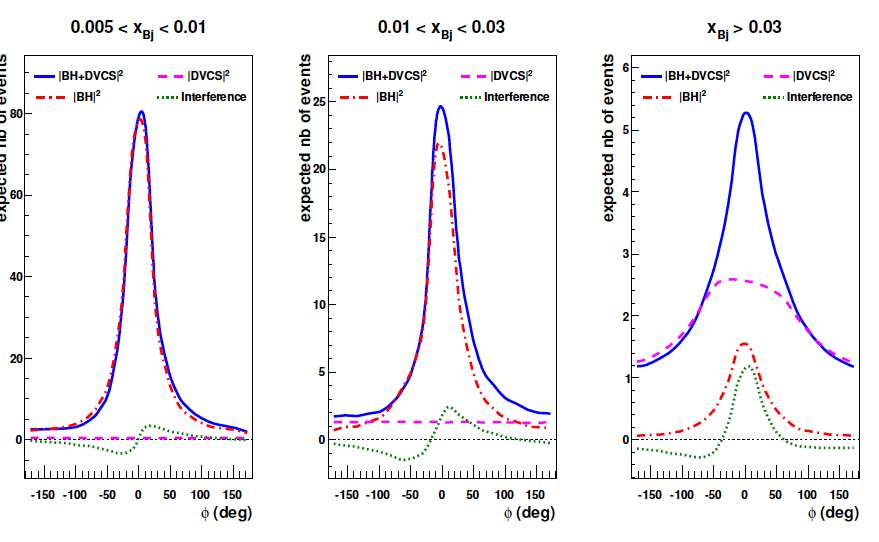 0.005 < xBj < 0.01
expected nb of events
|BH+DVCS|²
|DVCS|²
|BH|²
Interference
80
60
40
20
0
-150 -100 -50 0 50 100 150
ϕ (deg)
0.01 < xBj < 0.03
expected nb of events
|BH+DVCS|²
|DVCS|²
|BH|²
Interference
25
20
15
10
5
0
-150 -100 -50 0 50 100 150
ϕ (deg)
xBj > 0.03
expected nb of events
|BH+DVCS|²
|DVCS|²
|BH|²
Interference
6
5
4
3
2
1
0
-150 -100 -50 0 50 100 150
ϕ (deg)